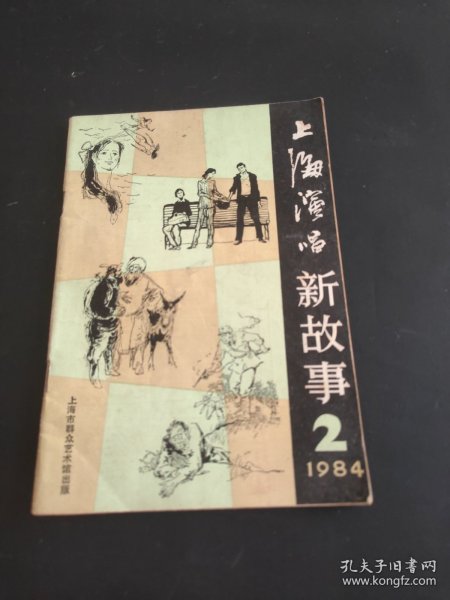 上海演唱
新故事
2
1984
上海市群众艺术馆出版
孔夫子旧书网
www.kongfz.com